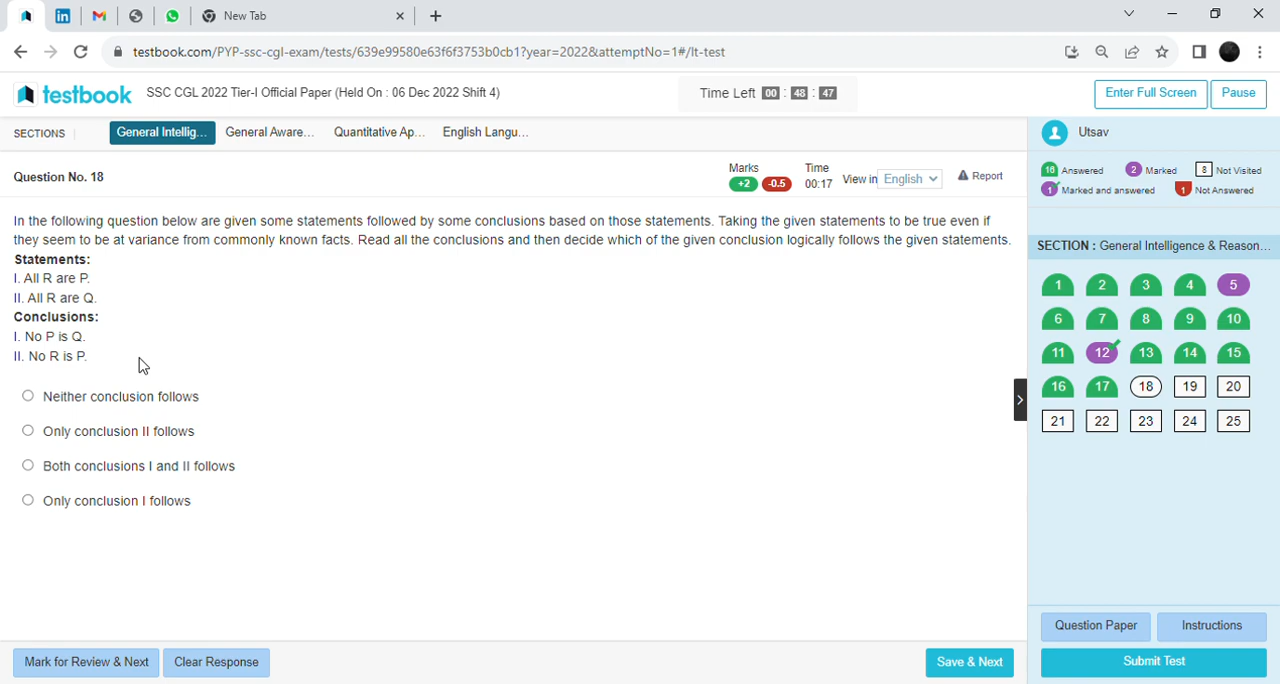 New Tab
testbook.com/PYP-ssc-cgl-exam/tests/639e99580e63f6f3753b0cb1?year=2022&attemptNo=1#/lt-test
testbook SSC CGL 2022 Tier-I Official Paper (Held On : 06 Dec 2022 Shift 4) Time Left 00 : 48 : 47 Enter Full Screen Pause
SECTIONS General Intellig... General Aware... Quantitative Ap... English Langu... Utsav
Question No. 18 Marks +2 -0.5 Time 00:17 View in English Report
16 Answered 2 Marked 8 Not Visited
1 Marked and answered 1 Not Answered
In the following question below are given some statements followed by some conclusions based on those statements. Taking the given statements to be true even if
they seem to be at variance from commonly known facts. Read all the conclusions and then decide which of the given conclusion logically follows the given statements.
Statements:
I. All R are P.
II. All R are Q.
Conclusions:
I. No P is Q.
II. No R is P.
Neither conclusion follows
Only conclusion II follows
Both conclusions I and II follows
Only conclusion I follows
SECTION : General Intelligence & Reason...
1 2 3 4 5
6 7 8 9 10
11 12 13 14 15
16 17 18 19 20
21 22 23 24 25
Mark for Review & Next Clear Response Save & Next
Question Paper Instructions
Submit Test